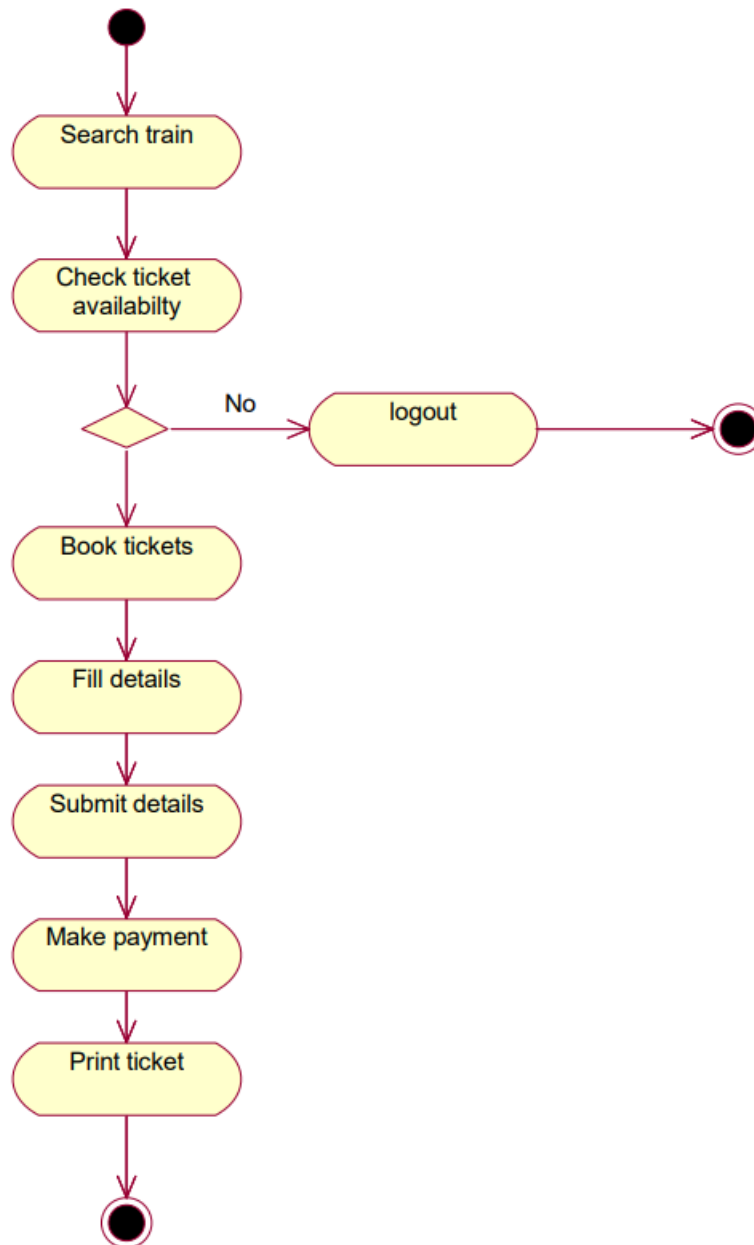 Search train
Check ticket
availabilty
No
logout
Book tickets
Fill details
Submit details
Make payment
Print ticket